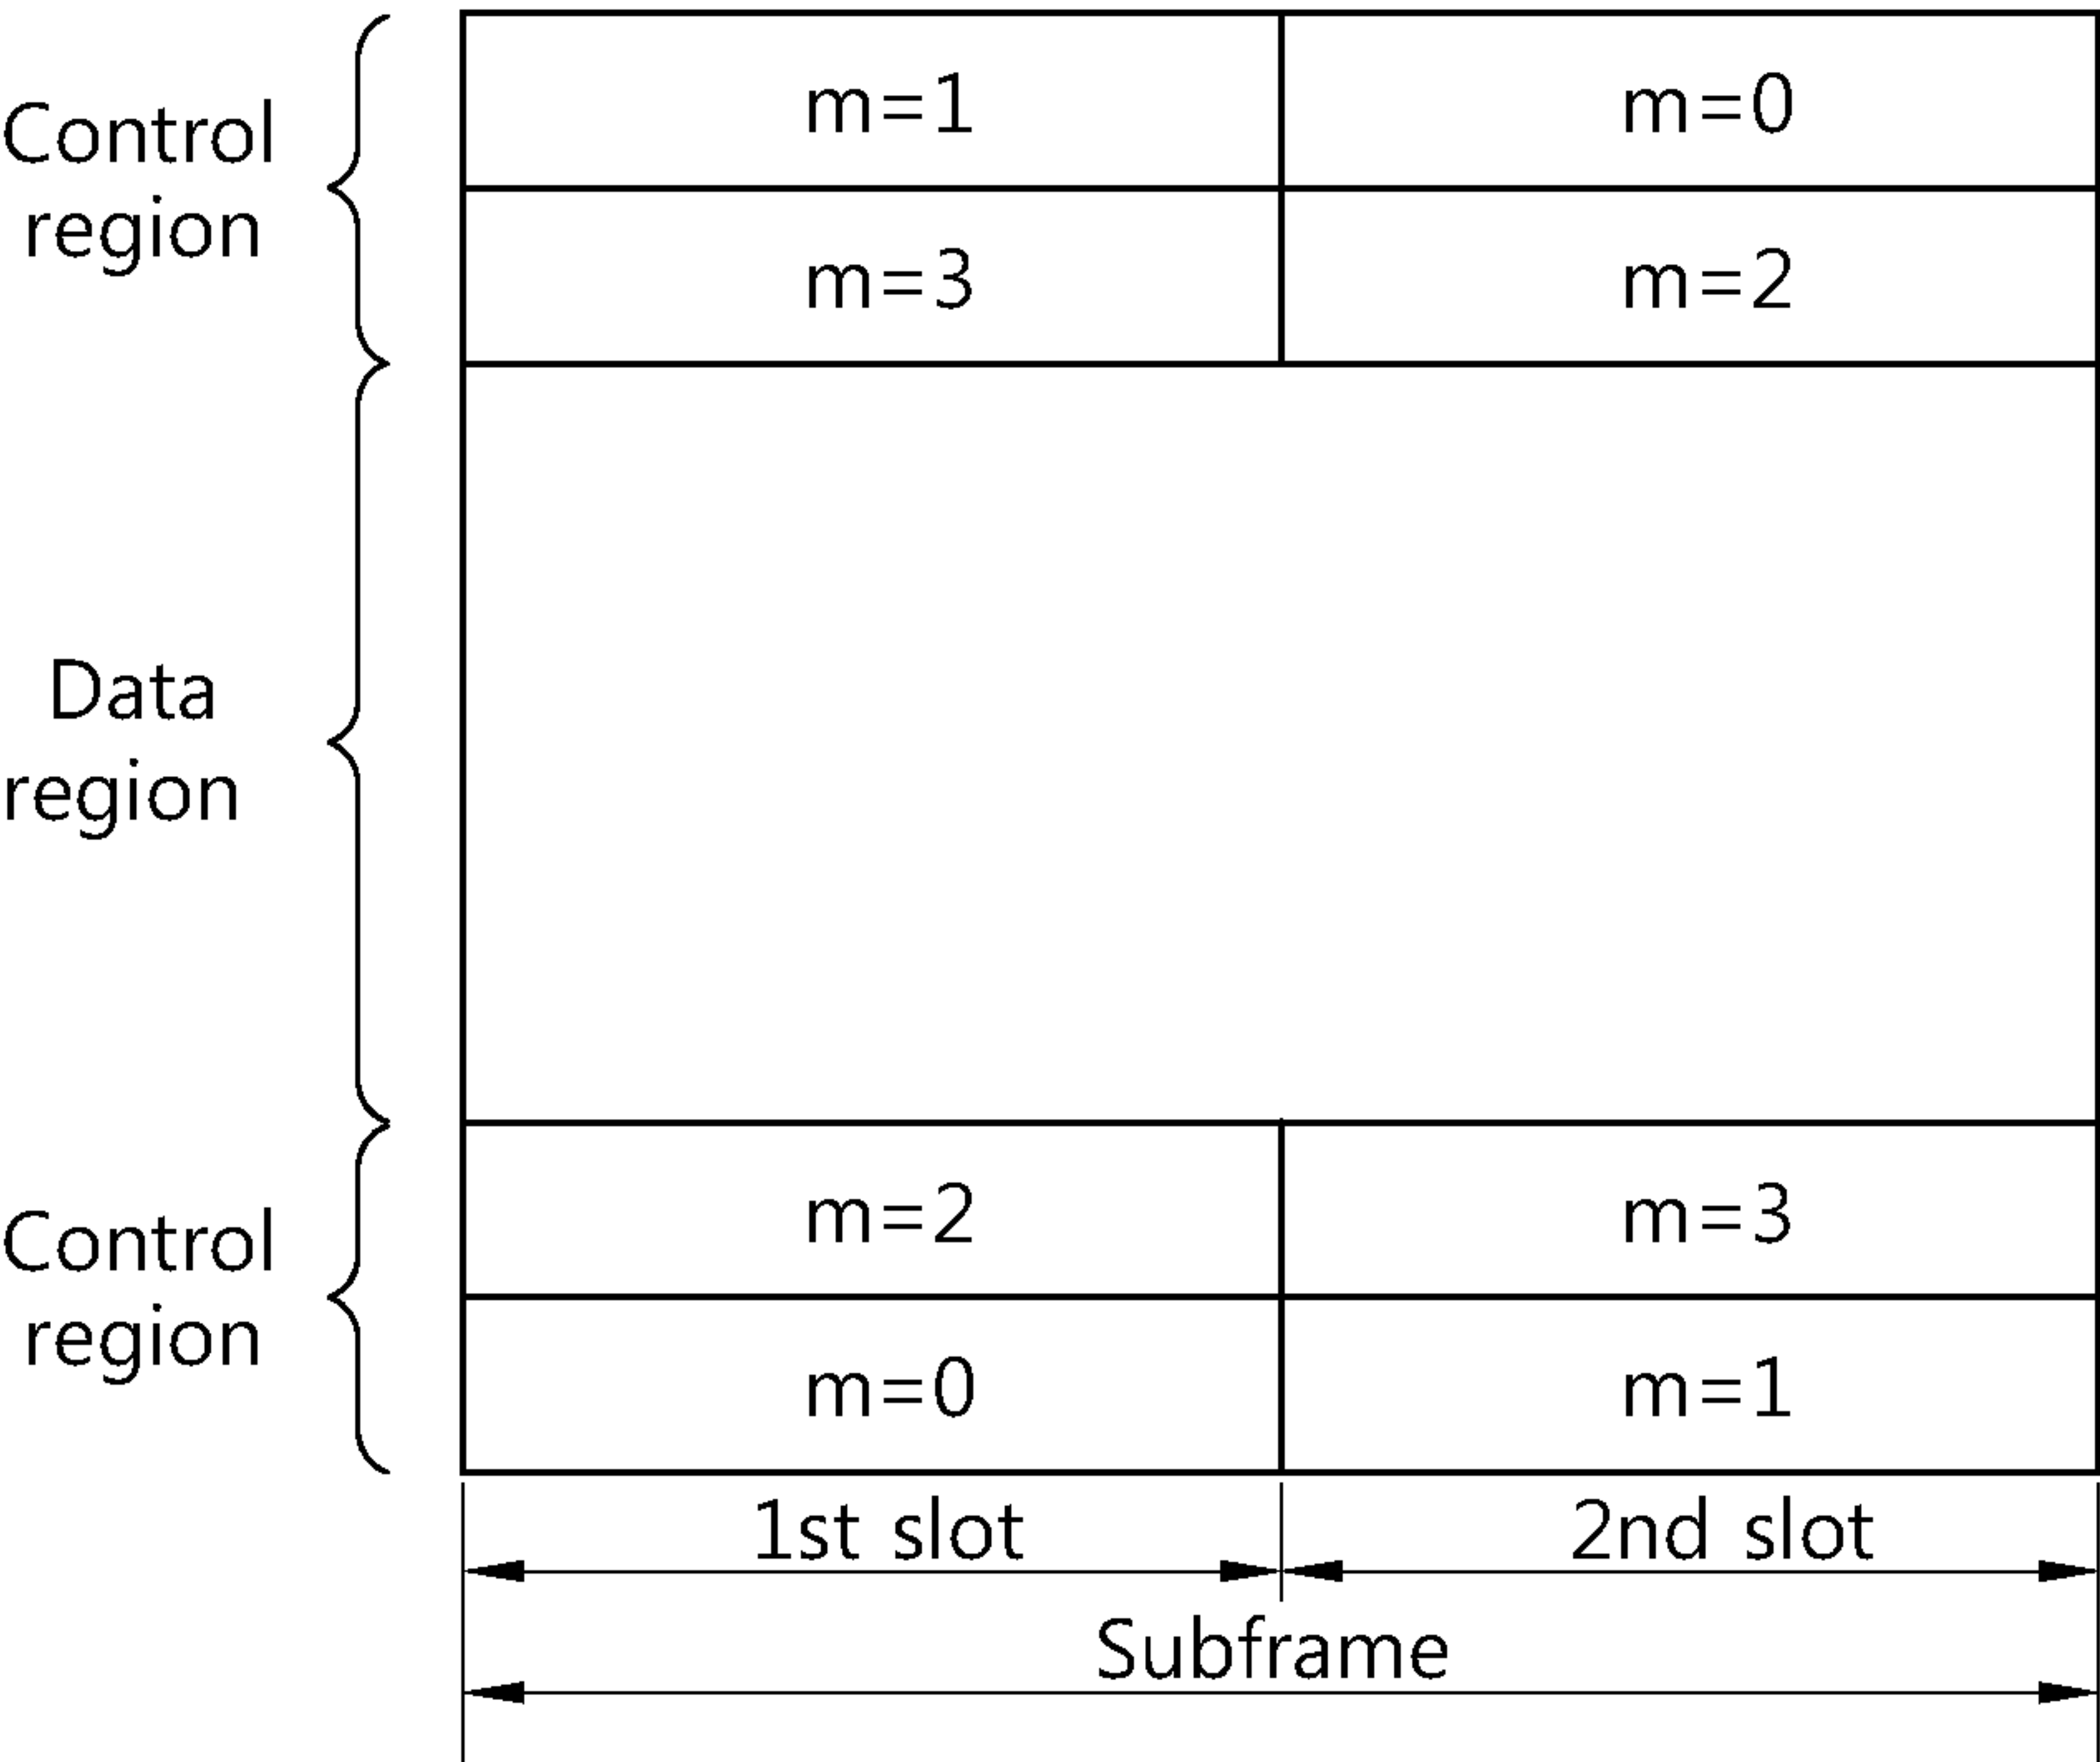 Control
region
m=1
m=0
m=3
m=2
Data
region
Control
region
m=2
m=3
m=0
m=1
1st slot
2nd slot
Subframe